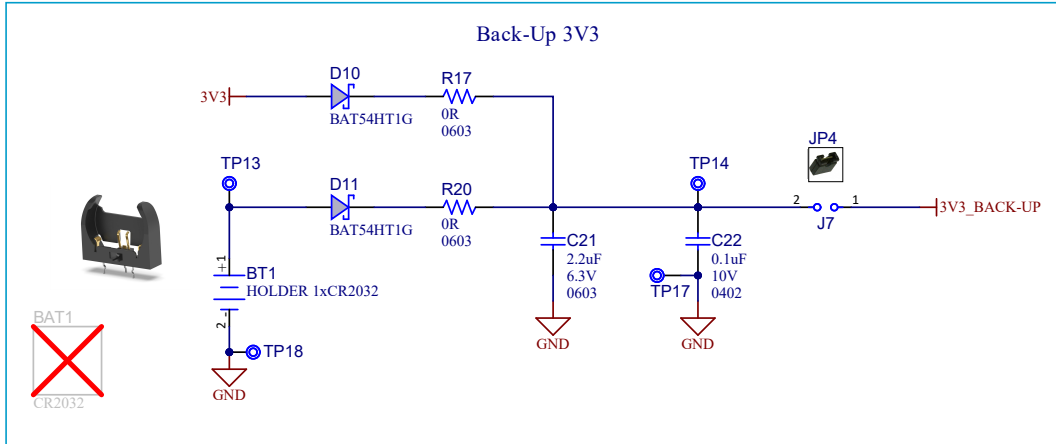 Back-Up 3V3
D10
R17
3V3
BAT54HT1G
0R
0603
JP4
TP13
TP14
D11
R20
2
1
3V3_BACK-UP
J7
BAT54HT1G
0R
0603
C21
2.2uF
6.3V
0603
C22
0.1uF
10V
0402
+1
BT1
HOLDER 1xCR2032
TP17
2
-
TP18
GND
GND
GND
BAT1
CR2032